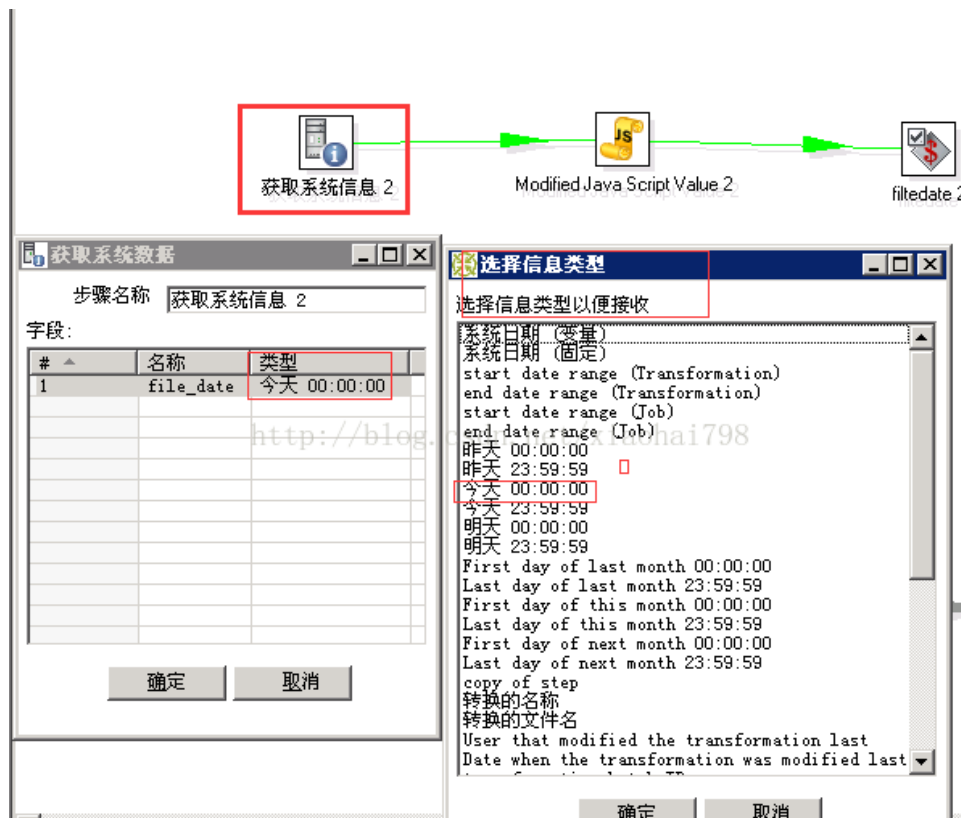 获取系统信息 2
Modified Java Script Value 2
filtedate 2
获取系统数据
步骤名称 获取系统信息 2
字段:
# 名称 类型
1 file_date 今天 00:00:00
确定 取消
选择信息类型
选择信息类型以便接收
系统日期 (变量)
系统日期 (固定)
start date range (Transformation)
end date range (Transformation)
start date range (Job)
end date range (Job)
昨天 00:00:00
昨天 23:59:59
今天 00:00:00
今天 23:59:59
明天 00:00:00
明天 23:59:59
First day of last month 00:00:00
Last day of last month 23:59:59
First day of this month 00:00:00
Last day of this month 23:59:59
First day of next month 00:00:00
Last day of next month 23:59:59
copy of step
转换的名称
转换的文件名
User that modified the transformation last
Date when the transformation was modified last
确定 取消
http://blog.csdn.net/xiaohai798